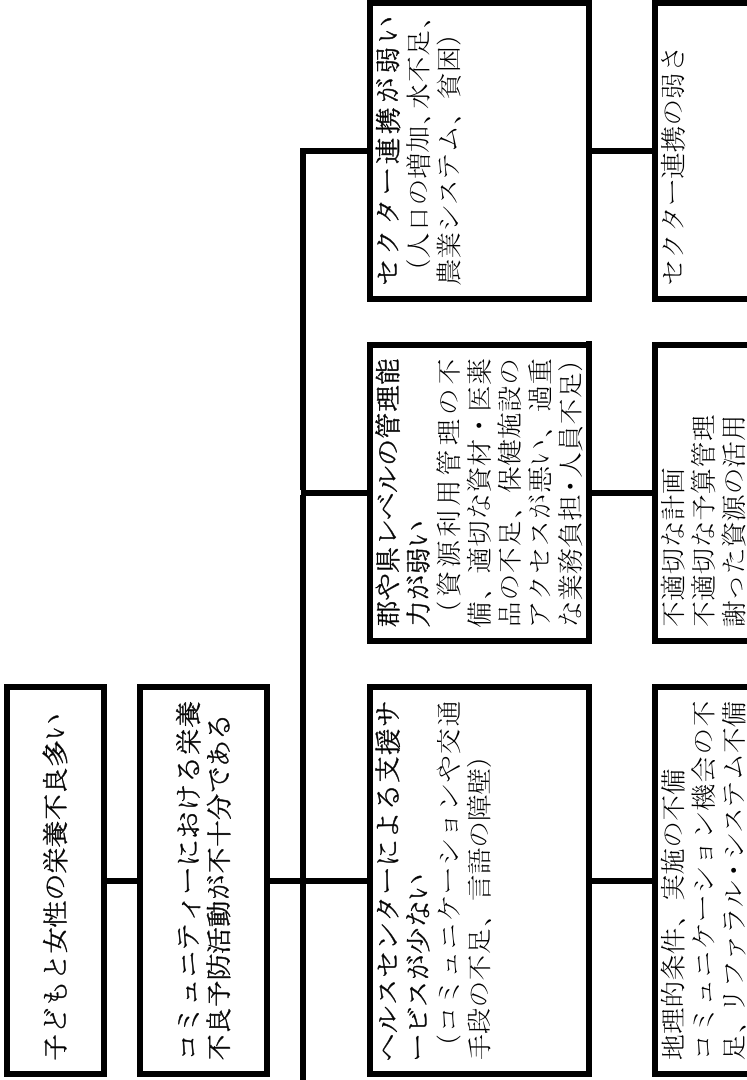 子どもと女性の栄養不良多い
コミュニティーにおける栄養
不良予防活動が不十分である
ヘルスセンターによる支援サ
ービスが少ない
（コミュニケーションや交通
手段の不足、言語の障壁）
郡や県レベルの管理能
力が弱い
（資源利用管理の不
備、適切な資材・医薬
品の不足、保健施設の
アクセスが悪い、過重
な業務負担・人員不足）
セクター連携が弱い
（人口の増加、水不足、
農業システム、貧困）
地理的条件、実施の不備
コミュニケーション機会の不
足、リファラル・システム不備
不適切な計画
不適切な予算管理
謝った資源の活用
セクター連携の弱さ